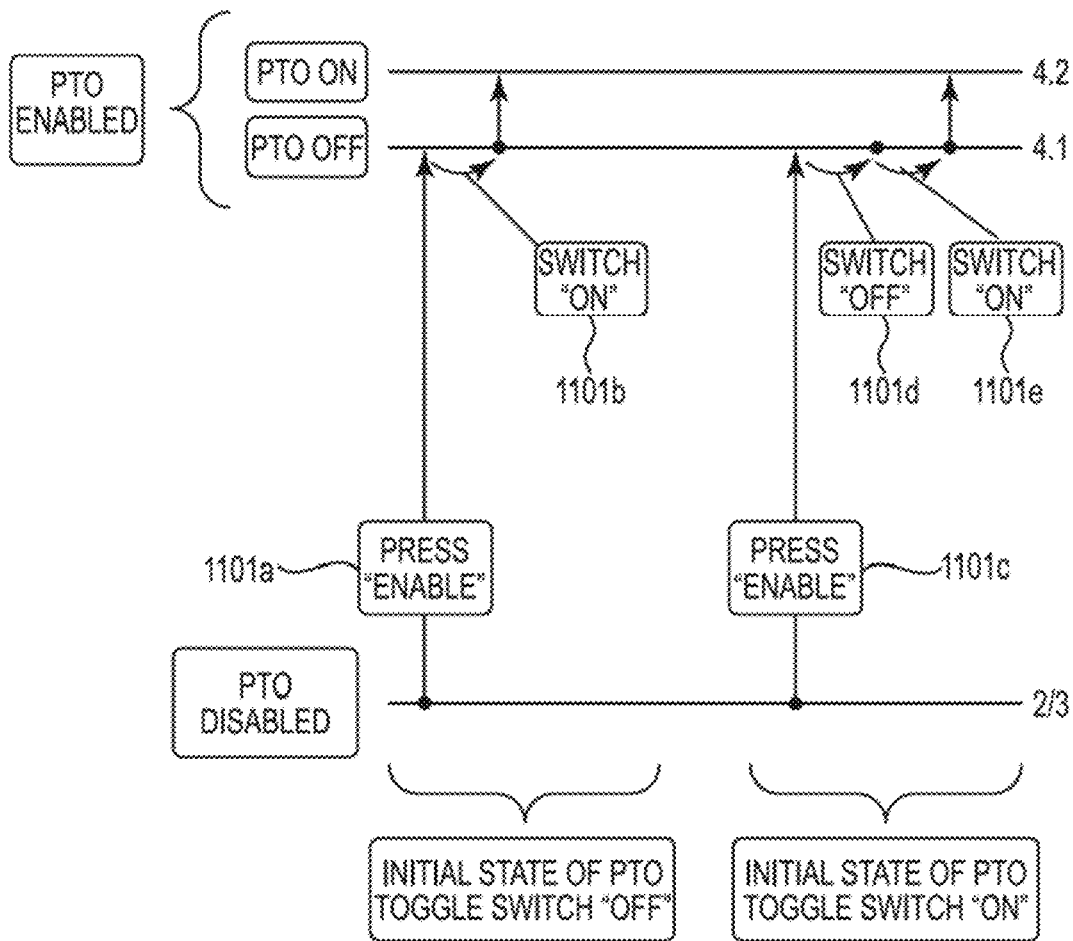 PTO
ENABLED
PTO ON
4.2
PTO OFF
4.1
SWITCH
"ON"
SWITCH
"OFF"
SWITCH
"ON"
1101b
1101d
1101e
1101a
PRESS
"ENABLE"
PRESS
"ENABLE"
1101c
PTO
DISABLED
2/3
INITIAL STATE OF PTO
TOGGLE SWITCH "OFF"
INITIAL STATE OF PTO
TOGGLE SWITCH "ON"